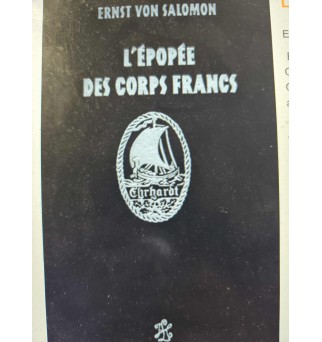 ERNST VON SALOMON
L'ÉPOPÉE
DES CORPS FRANCS
Ehrhardt